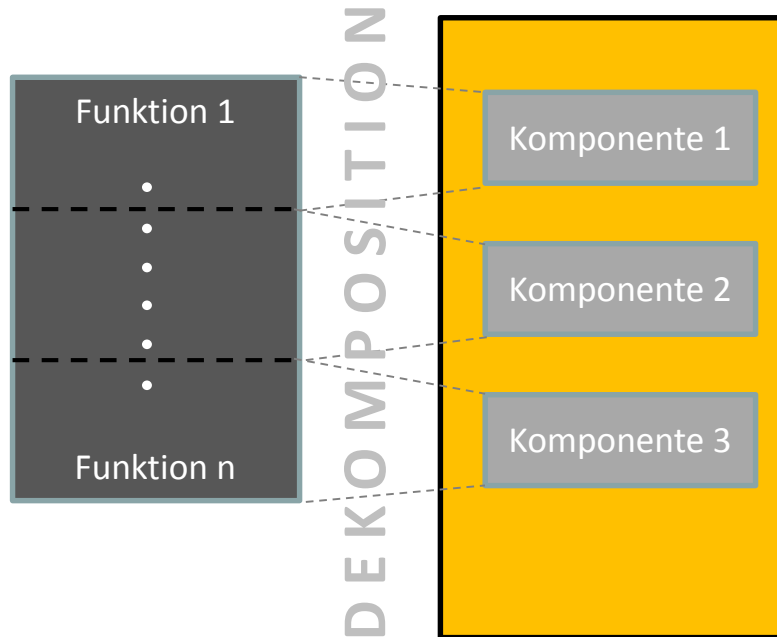 Funktion 1
Funktion n
DEKOMPOSITION
Komponente 1
Komponente 2
Komponente 3